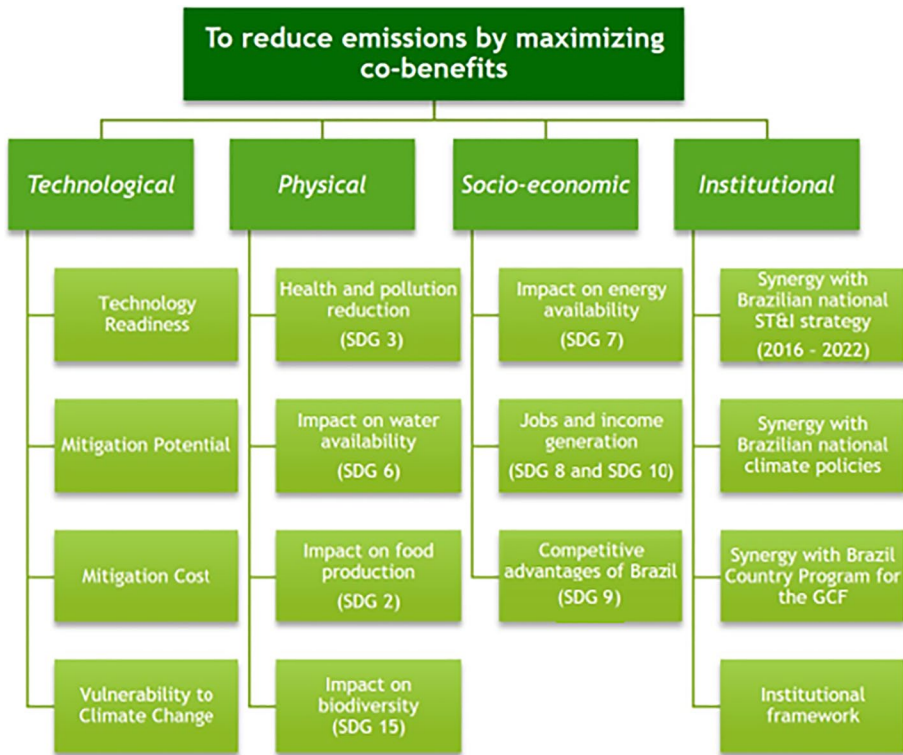 To reduce emissions by maximizing
co-benefits
Technological
Physical
Socio-economic
Institutional
Technology
Readiness
Health and pollution
reduction
(SDG 3)
Impact on energy
availability
(SDG 7)
Synergy with
Brazilian national
ST&I strategy
(2016 - 2022)
Mitigation Potential
Impact on water
availability
(SDG 6)
Jobs and income
generation
(SDG 8 and SDG 10)
Synergy with
Brazilian national
climate policies
Mitigation Cost
Impact on food
production
(SDG 2)
Competitive
advantages of Brazil
(SDG 9)
Synergy with Brazil
Country Program for
the GCF
Vulnerability to
Climate Change
Impact on
biodiversity
(SDG 15)
Institutional
framework